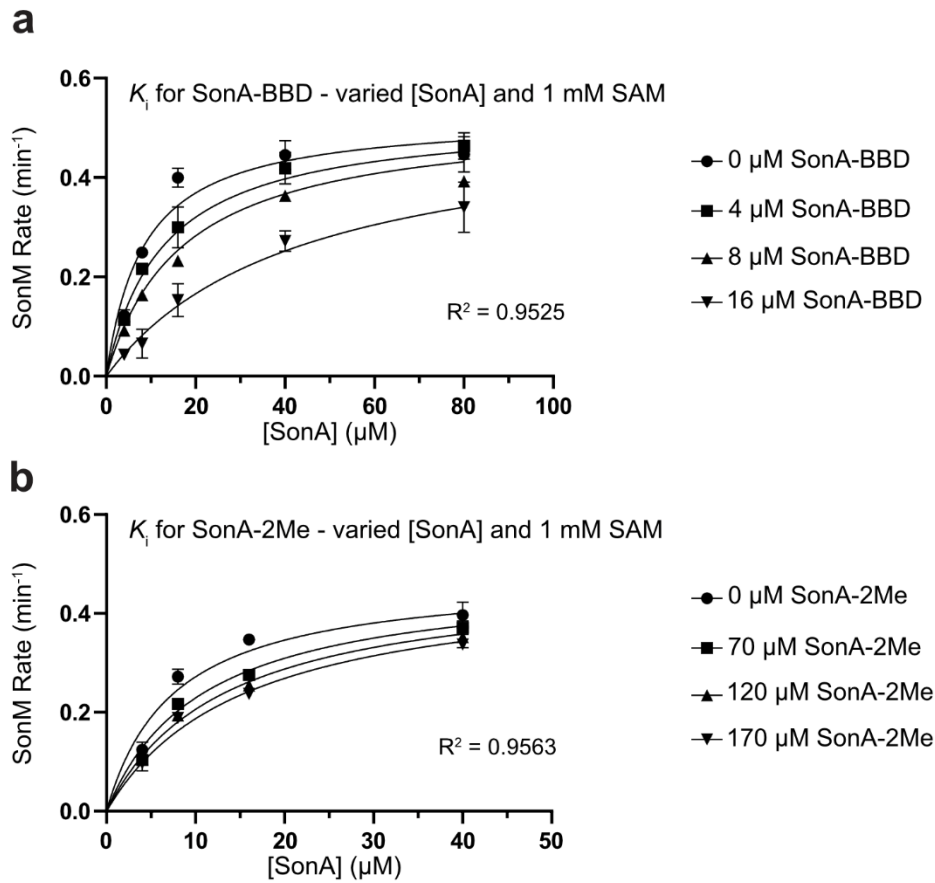 a
K_i for SonA-BBD - varied [SonA] and 1 mM SAM
0.6
0.4
0.2
0.0
SonM Rate (min⁻¹)
0 20 40 60 80 100
[SonA] (µM)
R² = 0.9525
0 µM SonA-BBD
4 µM SonA-BBD
8 µM SonA-BBD
16 µM SonA-BBD
b
K_i for SonA-2Me - varied [SonA] and 1 mM SAM
0.6
0.4
0.2
0.0
SonM Rate (min⁻¹)
0 10 20 30 40 50
[SonA] (µM)
R² = 0.9563
0 µM SonA-2Me
70 µM SonA-2Me
120 µM SonA-2Me
170 µM SonA-2Me